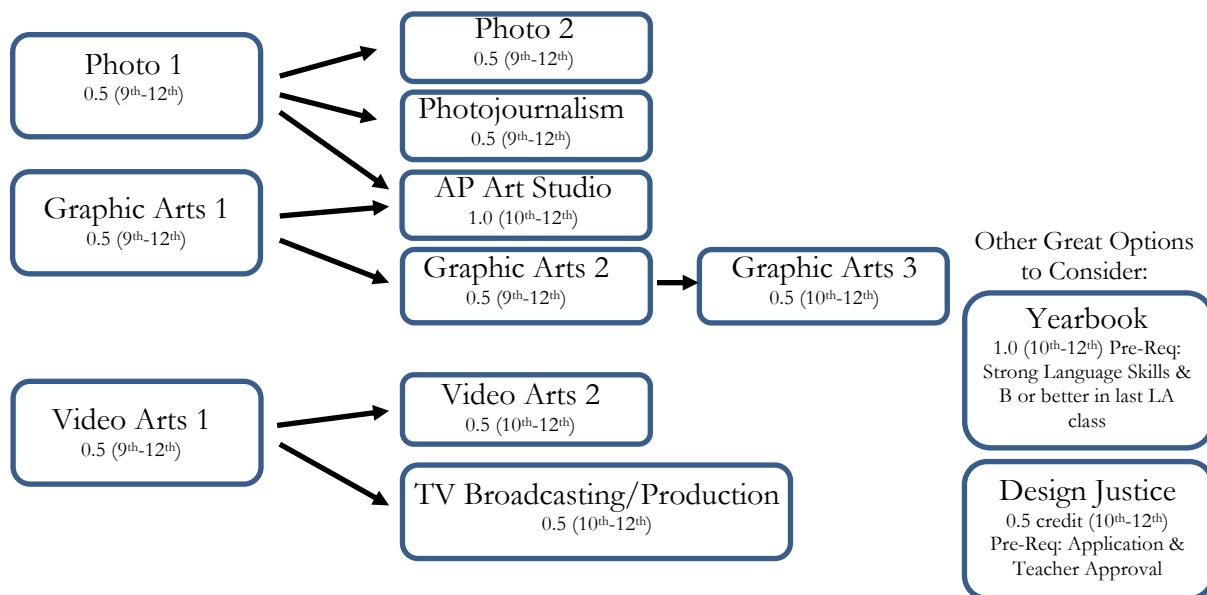 Photo 1
0.5 (9th-12th)
Photo 2
0.5 (9th-12th)
Photojournalism
0.5 (9th-12th)
Graphic Arts 1
0.5 (9th-12th)
AP Art Studio
1.0 (10th-12th)
Graphic Arts 2
0.5 (9th-12th)
Graphic Arts 3
0.5 (10th-12th)
Video Arts 1
0.5 (9th-12th)
Video Arts 2
0.5 (10th-12th)
TV Broadcasting/Production
0.5 (10th-12th)
Other Great Options
to Consider:
Yearbook
1.0 (10th-12th) Pre-Req:
Strong Language Skills &
B or better in last LA
class
Design Justice
0.5 credit (10th-12th)
Pre-Req: Application &
Teacher Approval